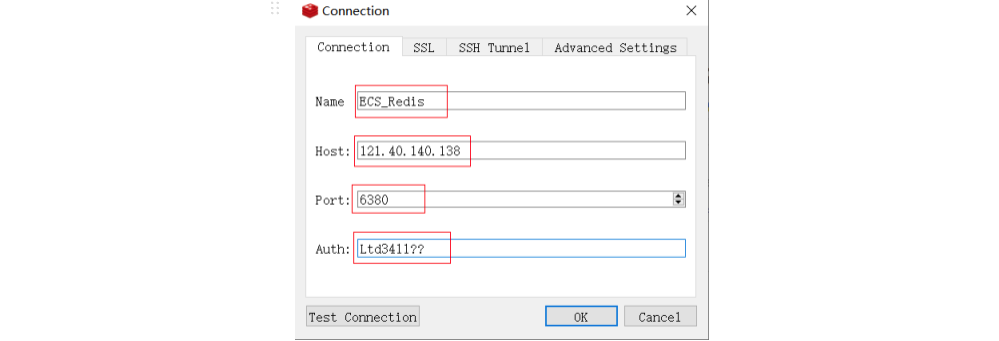 Connection
Connection SSL SSH Tunnel Advanced Settings
Name ECS_Redis
Host: 121.40.140.138
Port: 6380
Auth: Ltd3411??
Test Connection OK Cancel